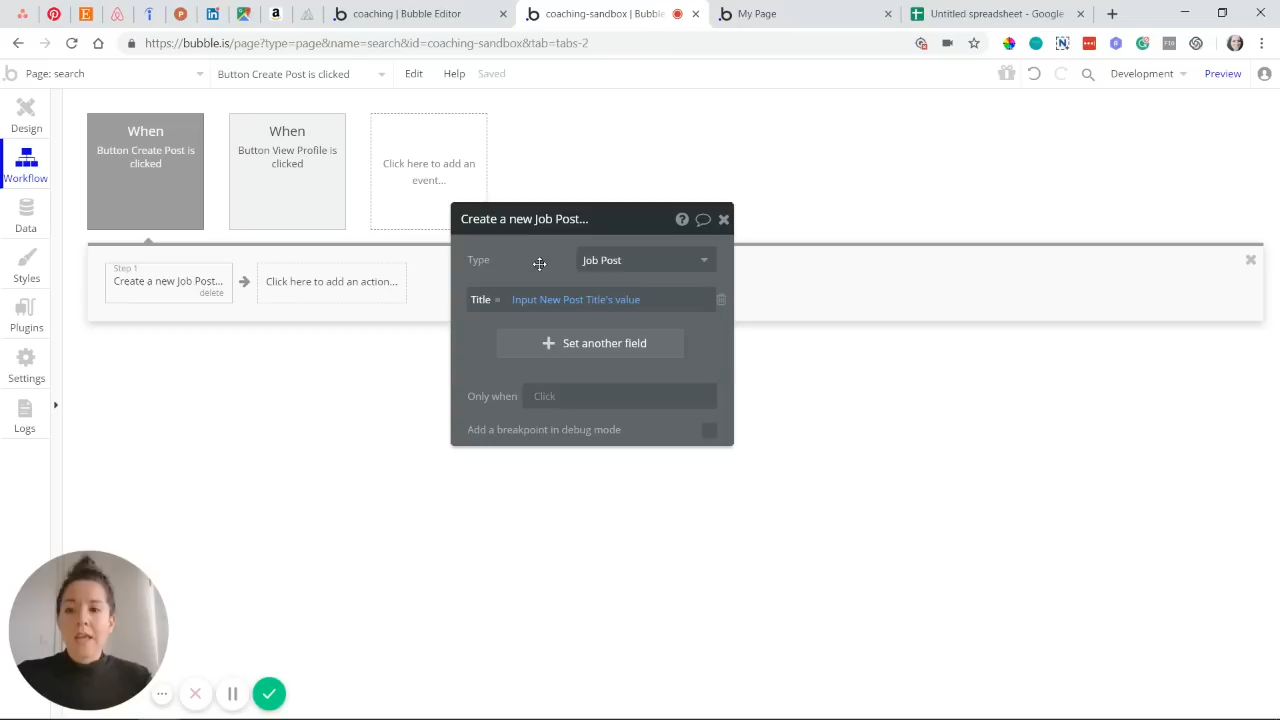 coaching | Bubble Editor
coaching-sandbox | Bubble
My Page
Untitled spreadsheet - Google
https://bubble.is/page?type=page&name=search&id=coaching-sandbox&tab=tabs-2
Page: search
Button Create Post is clicked
Edit
Help
Saved
Development
Preview
Design
Workflow
Data
Styles
Plugins
Settings
Logs
When
Button Create Post is
clicked
When
Button View Profile is
clicked
Click here to add an
event...
Step 1
Create a new Job Post...
delete
Click here to add an action...
Create a new Job Post...
Type
Job Post
Title = Input New Post Title's value
Set another field
Only when
Click
Add a breakpoint in debug mode